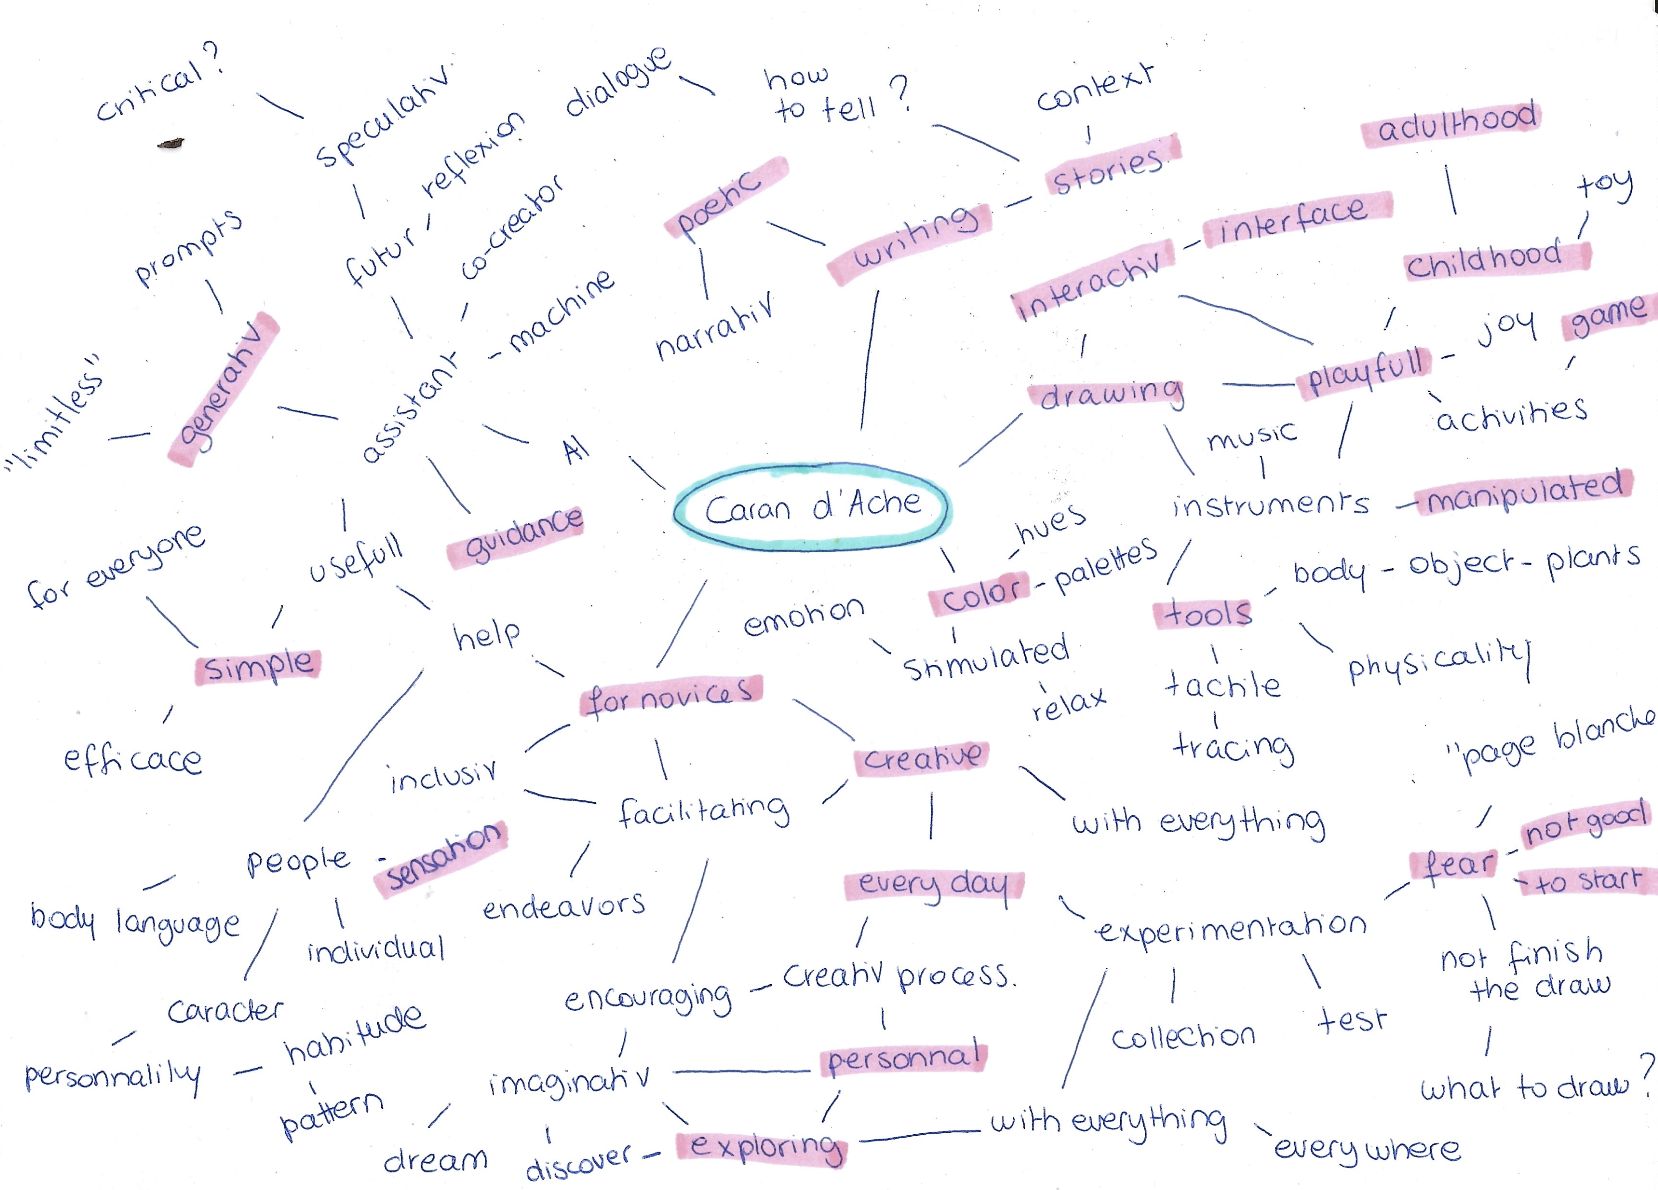 critical?
speculativ
reflexion
dialogue
how
to tell?
context
adulthood
prompts
futur
co-creator
poetic
writing
stories
interface
toy
interactiv
childhood
generativ
machine
narrativ
joy
game
"limitless"
assistant
AI
drawing
playfull
activities
music
Caran d'Ache
instruments
manipulated
guidance
hues
for everyone
usefull
color - palettes
body - object - plants
emotion
tools
help
stimulated
physicality
simple
for novices
relax
tactile
tracing
efficace
inclusiv
creative
"page blanche
facilitating
with everything
not good
people
sensation
fear
to start
body language
individual
endeavors
every day
experimentation
not finish
the draw
encouraging
creativ process.
caracter
habitude
collection
test
personnality
pattern
imaginativ
personnal
what to draw?
dream
discover
exploring
with everything
everywhere